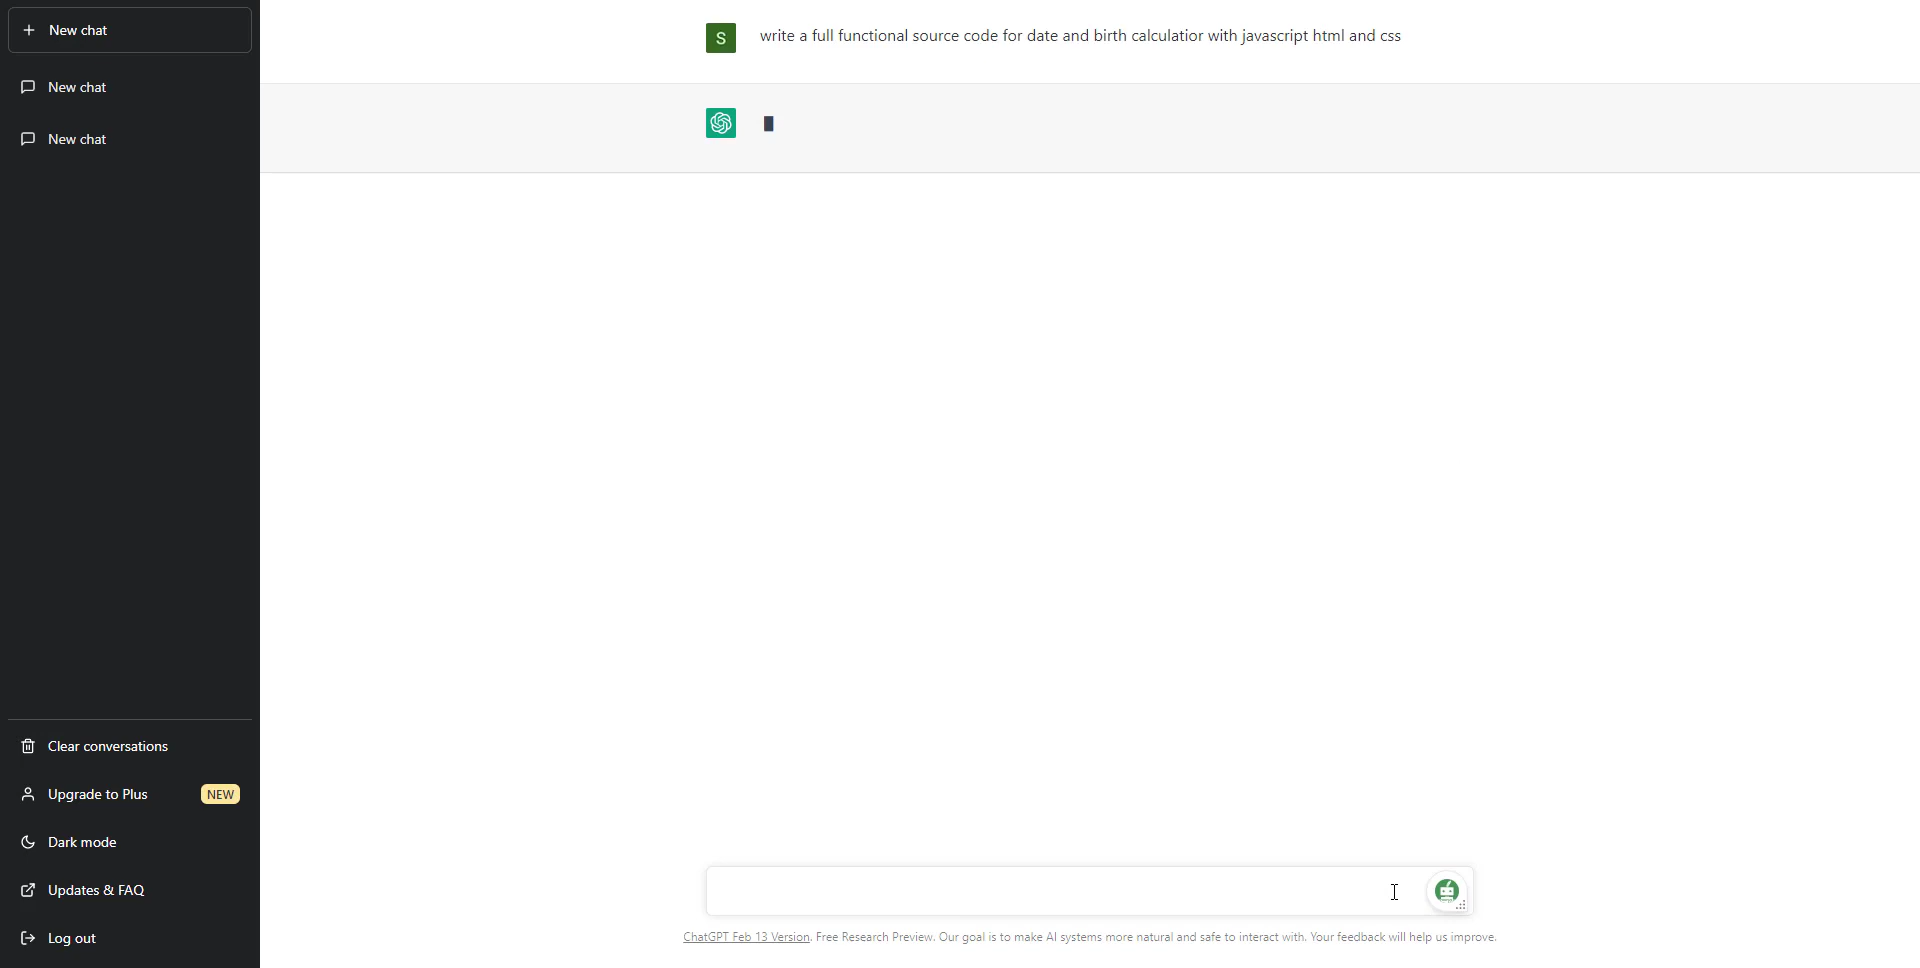 New chat
New chat
New chat
Clear conversations
Upgrade to Plus NEW
Dark mode
Updates & FAQ
Log out
S write a full functional source code for date and birth calculatior with javascript html and css
ChatGPT Feb 13 Version. Free Research Preview. Our goal is to make AI systems more natural and safe to interact with. Your feedback will help us improve.